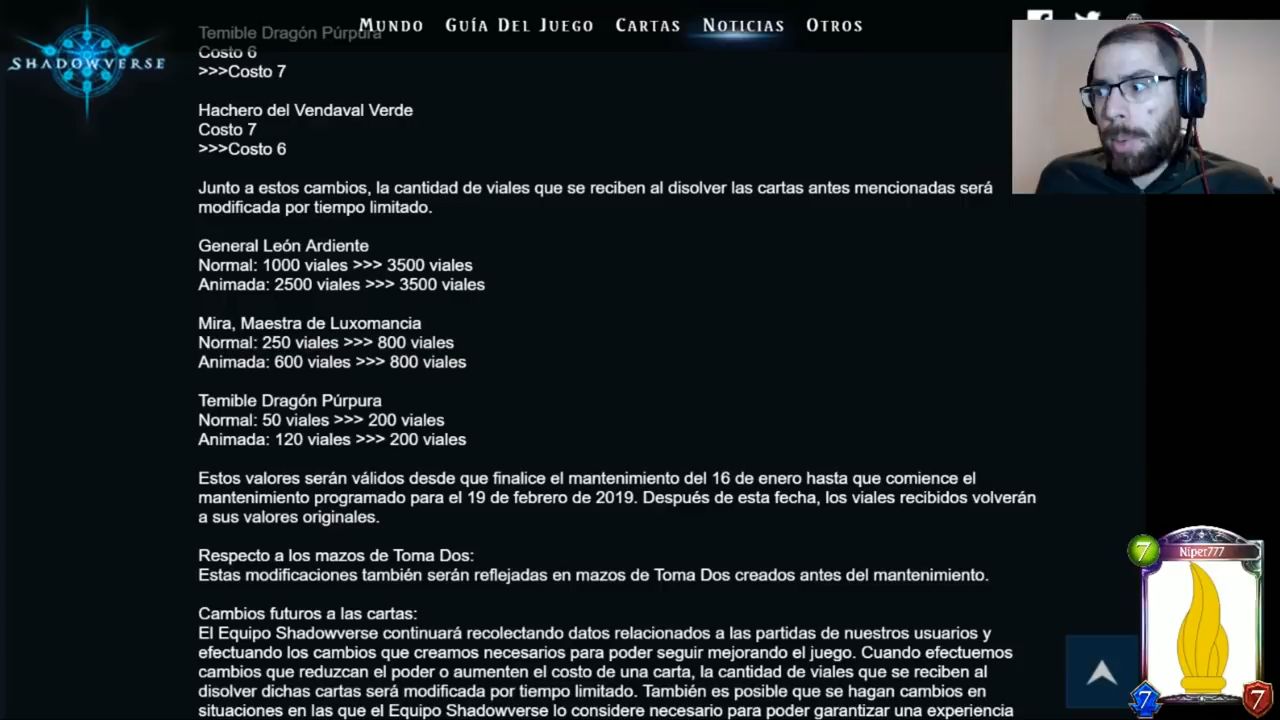 SHADOWVERSE
MUNDO GUÍA DEL JUEGO CARTAS NOTICIAS OTROS
Temible Dragón Púrpura
Costo 6
>>>Costo 7
Hachero del Vendaval Verde
Costo 7
>>>Costo 6
Junto a estos cambios, la cantidad de viales que se reciben al disolver las cartas antes mencionadas será
modificada por tiempo limitado.
General León Ardiente
Normal: 1000 viales >>> 3500 viales
Animada: 2500 viales >>> 3500 viales
Mira, Maestra de Luxomancia
Normal: 250 viales >>> 800 viales
Animada: 600 viales >>> 800 viales
Temible Dragón Púrpura
Normal: 50 viales >>> 200 viales
Animada: 120 viales >>> 200 viales
Estos valores serán válidos desde que finalice el mantenimiento del 16 de enero hasta que comience el
mantenimiento programado para el 19 de febrero de 2019. Después de esta fecha, los viales recibidos volverán
a sus valores originales.
Respecto a los mazos de Toma Dos:
Estas modificaciones también serán reflejadas en mazos de Toma Dos creados antes del mantenimiento.
Cambios futuros a las cartas:
El Equipo Shadowverse continuará recolectando datos relacionados a las partidas de nuestros usuarios y
efectuando los cambios que creamos necesarios para poder seguir mejorando el juego. Cuando efectuemos
cambios que reduzcan el poder o aumenten el costo de una carta, la cantidad de viales que se reciben al
disolver dichas cartas será modificada por tiempo limitado. También es posible que se hagan cambios en
situaciones en las que el Equipo Shadowverse lo considere necesario para poder garantizar una experiencia
7
Niper777
7
7